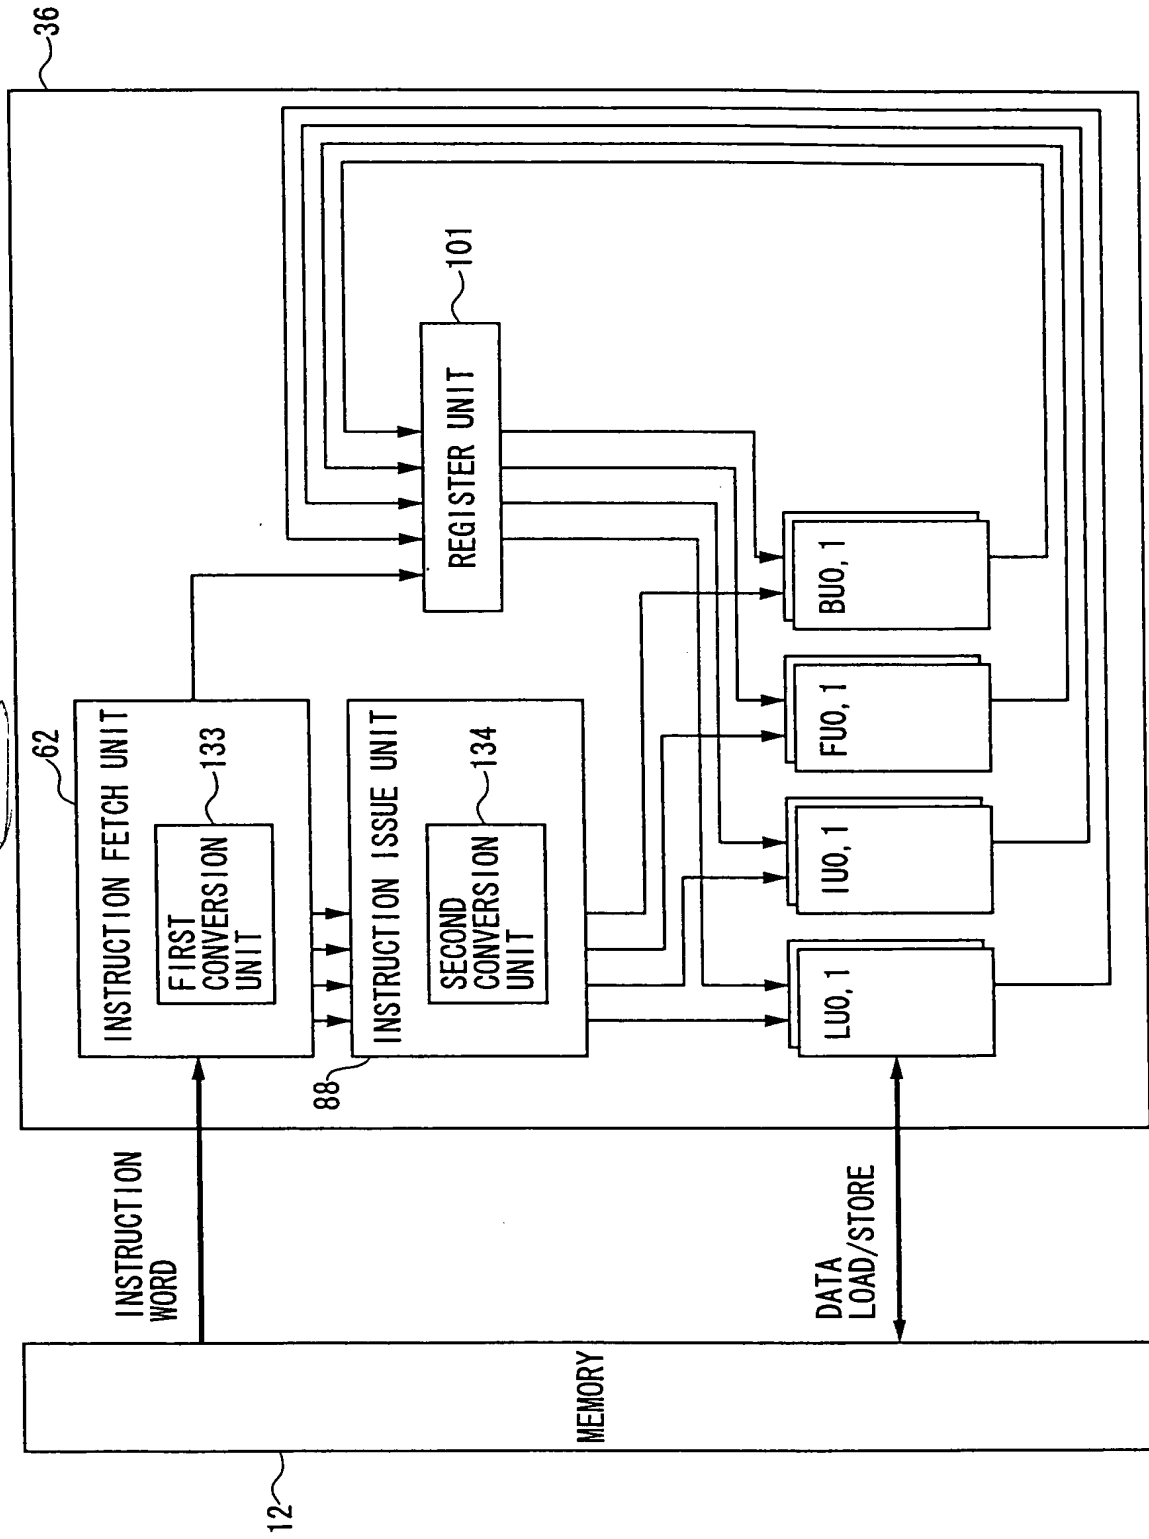 36
12
MEMORY
INSTRUCTION
WORD
DATA
LOAD/STORE
62
INSTRUCTION FETCH UNIT
FIRST
CONVERSION
UNIT
133
88
INSTRUCTION ISSUE UNIT
SECOND
CONVERSION
UNIT
134
REGISTER UNIT
101
LU0,1
IU0,1
FU0,1
BU0,1